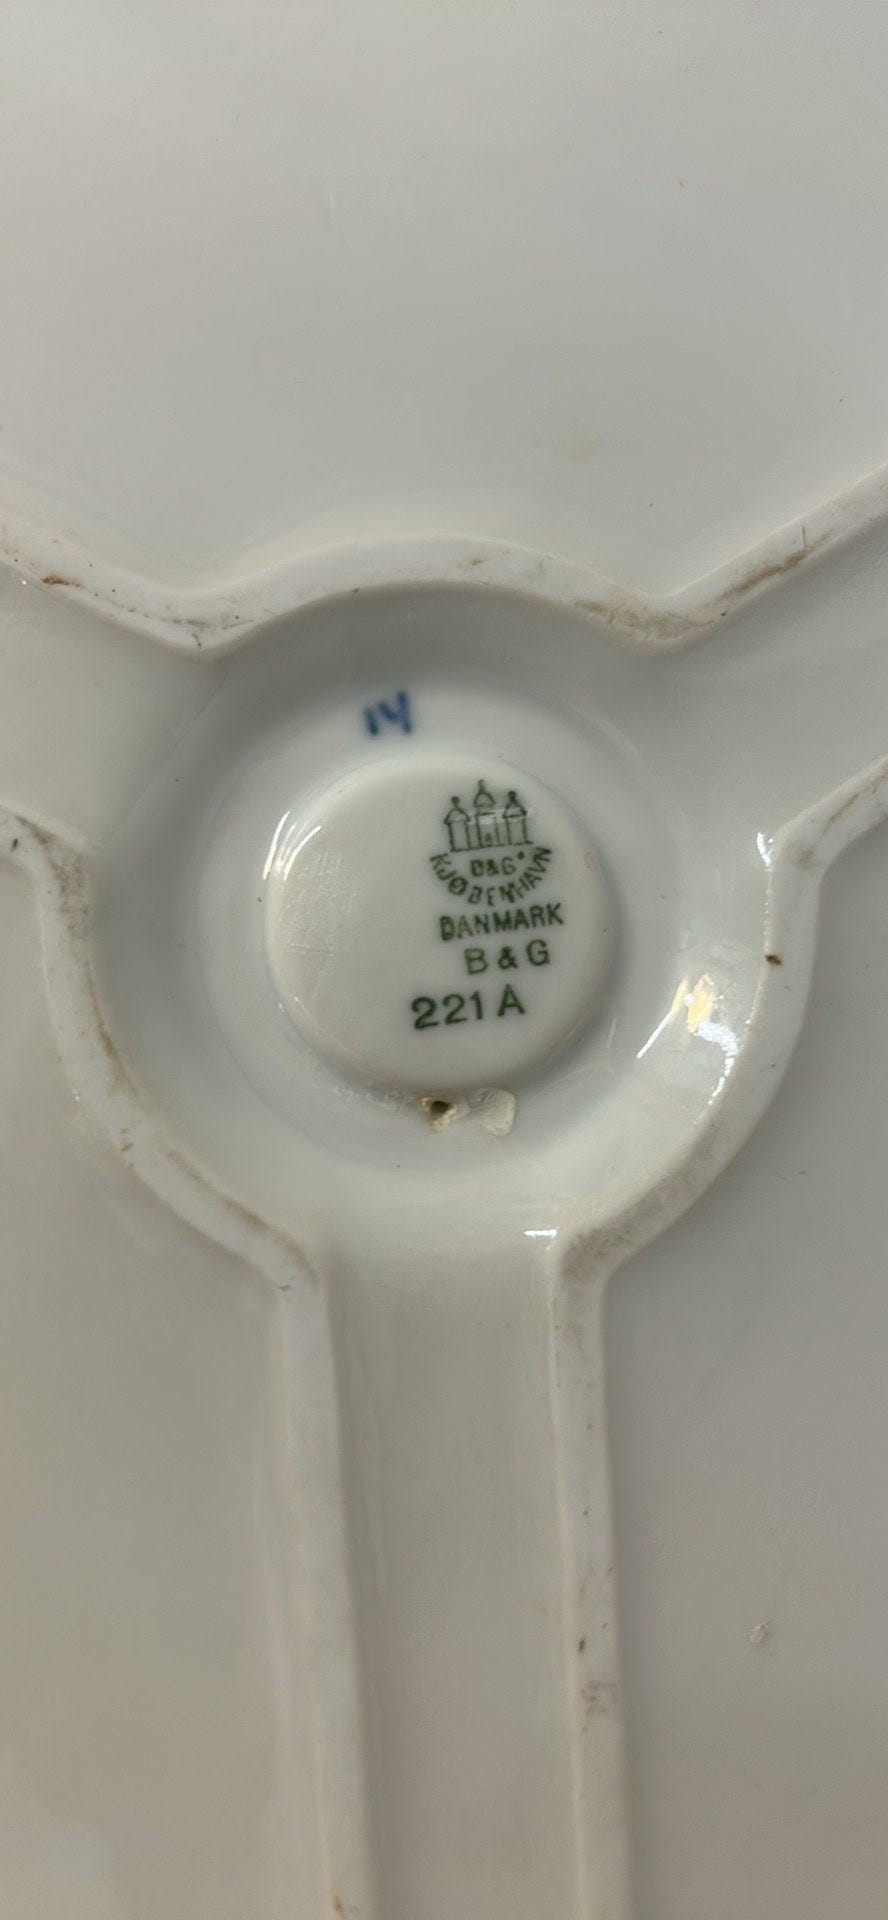 14
B&G
KJØBENHAVN
DANMARK
B & G
221 A